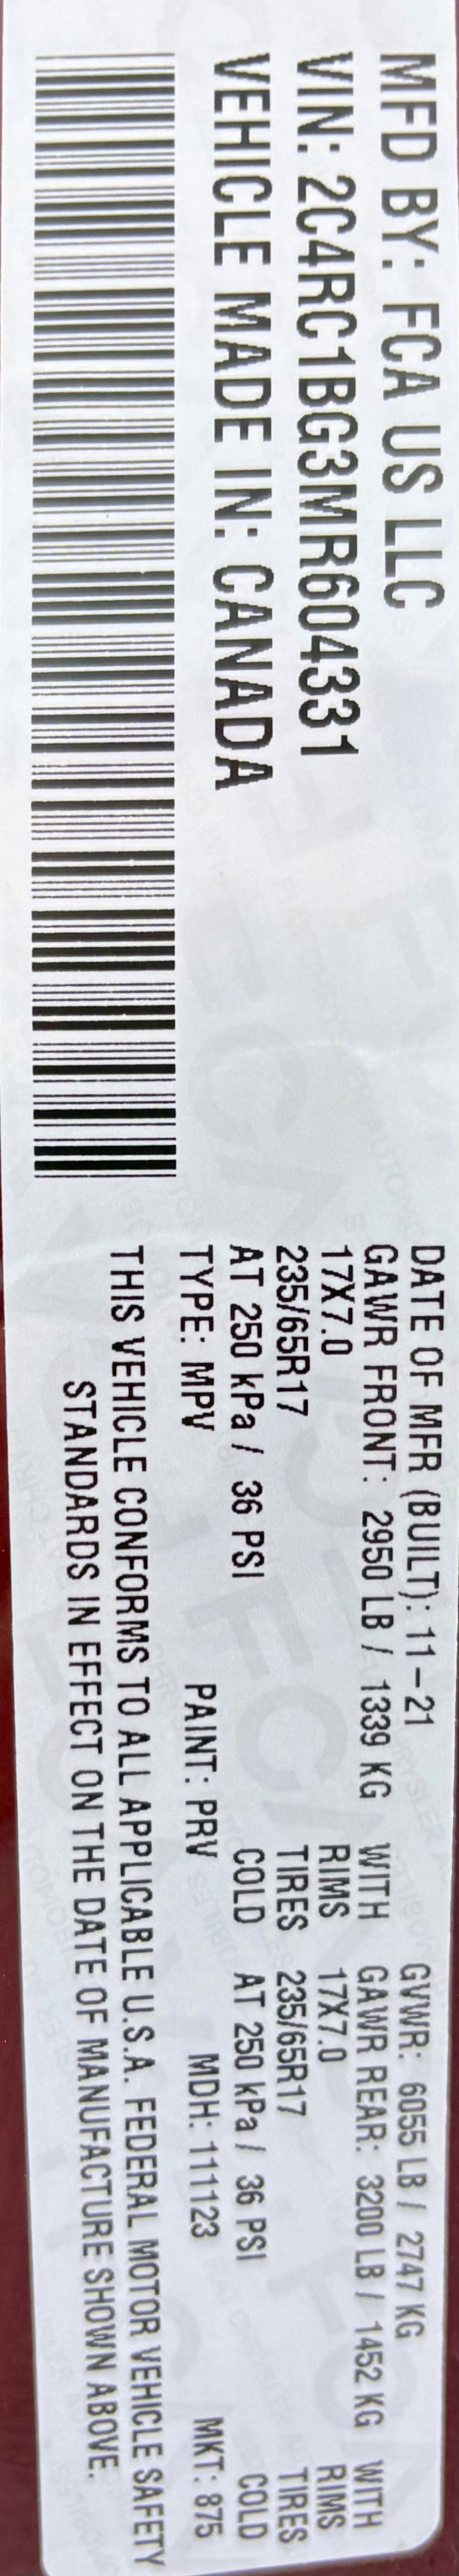 MFD BY: FCA US LLC
VIN: 2C4RC1BG3MR604331
VEHICLE MADE IN: CANADA
DATE OF MFR (BUILT): 11-21 GVWR: 6055 LB / 2747 KG
GAWR FRONT: 2950 LB / 1339 KG WITH GAWR REAR: 3200 LB / 1452 KG WITH
17X7.0 RIMS 17X7.0 RIMS
235/65R17 TIRES 235/65R17 TIRES
AT 250 kPa / 36 PSI COLD AT 250 kPa / 36 PSI COLD
TYPE: MPV PAINT: PRV MDH: 111123 MKT: 875
THIS VEHICLE CONFORMS TO ALL APPLICABLE U.S.A. FEDERAL MOTOR VEHICLE SAFETY
STANDARDS IN EFFECT ON THE DATE OF MANUFACTURE SHOWN ABOVE.